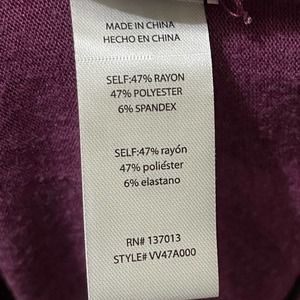 MADE IN CHINA
HECHO EN CHINA
SELF:47% RAYON
47% POLYESTER
6% SPANDEX
SELF:47% rayón
47% poliéster
6% elastano
RN# 137013
STYLE# VV47A000